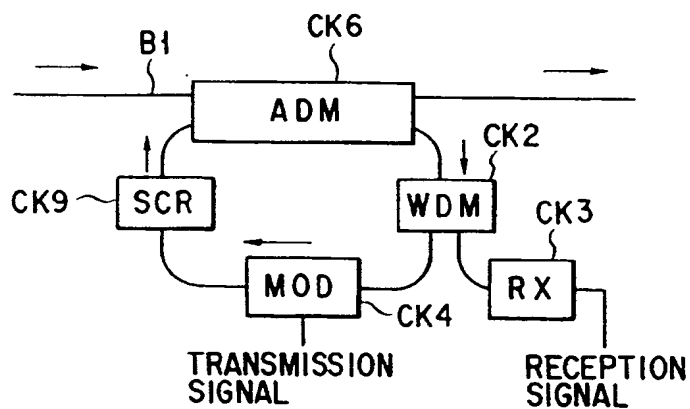 CK6
B1
ADM
CK2
CK9
SCR
WDM
CK3
MOD
RX
CK4
TRANSMISSION
SIGNAL
RECEPTION
SIGNAL